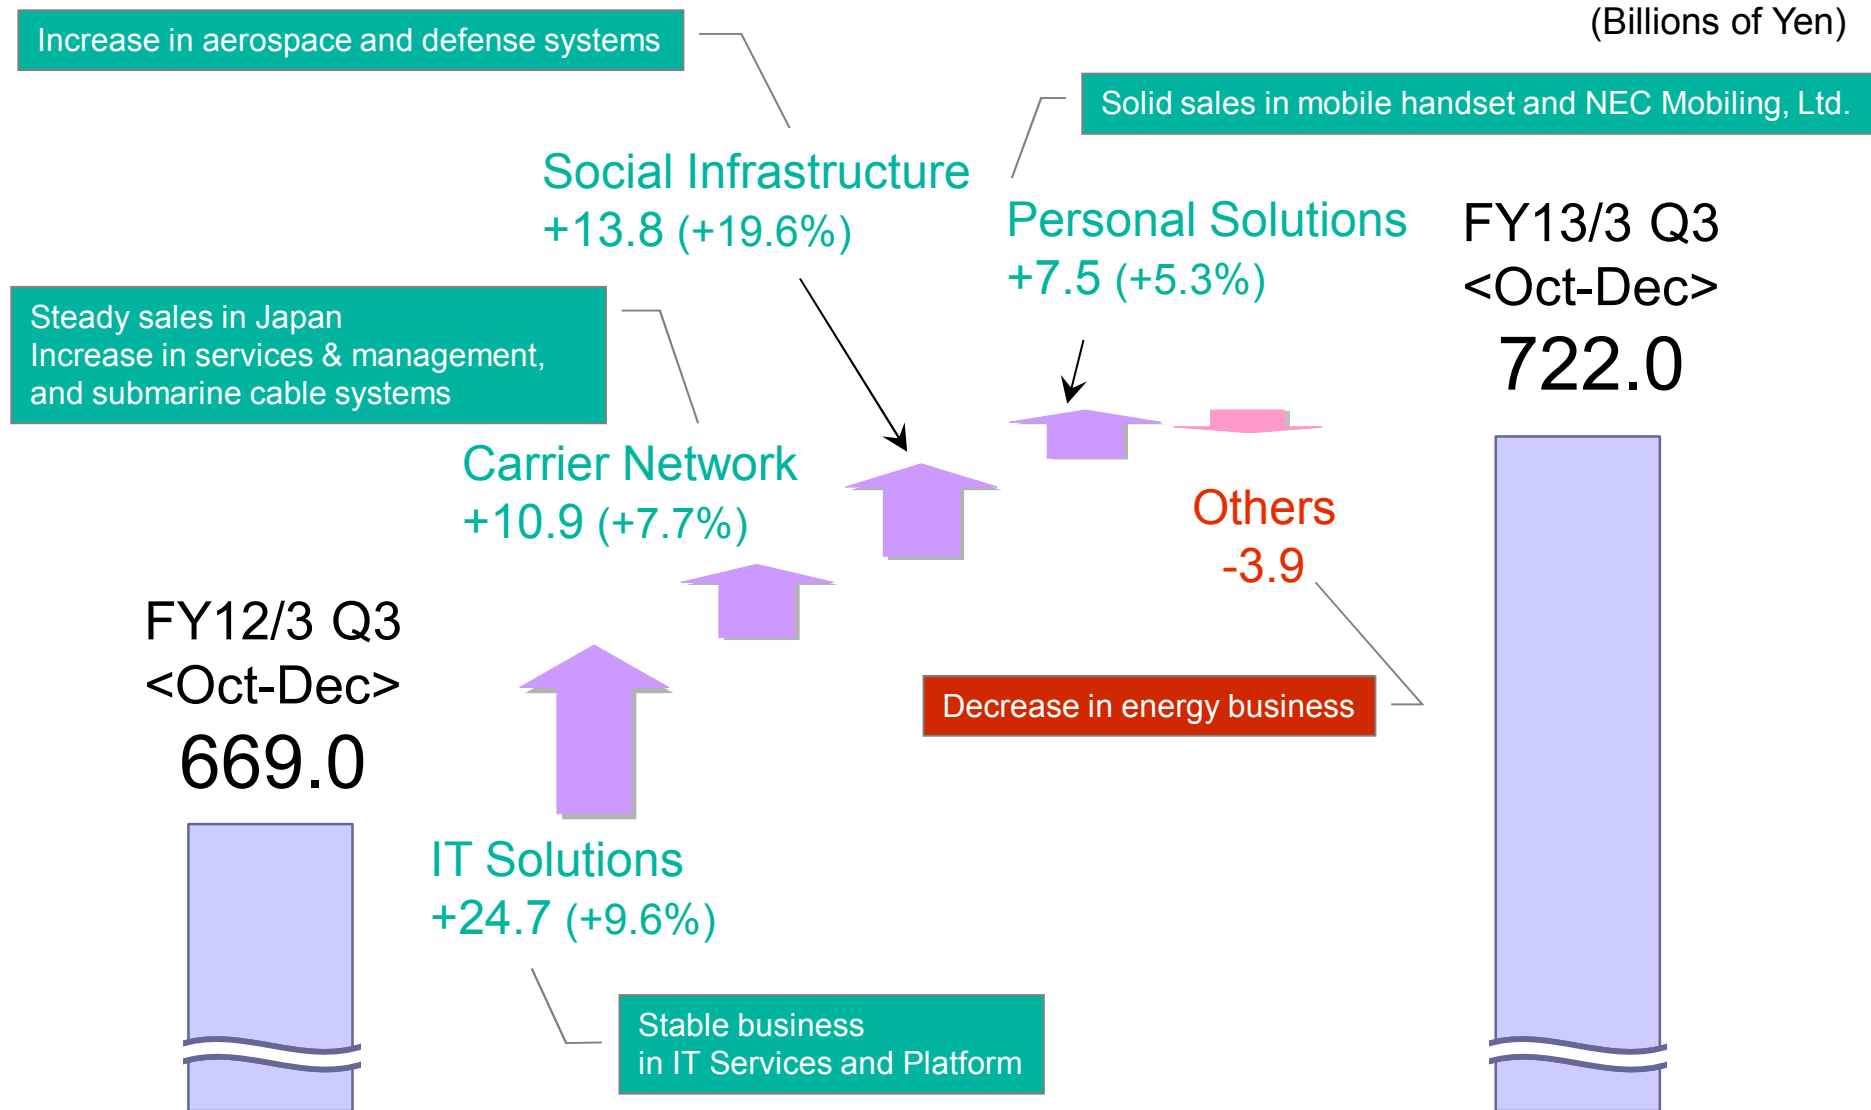 (Billions of Yen)
Increase in aerospace and defense systems
Solid sales in mobile handset and NEC Mobiling, Ltd.
Social Infrastructure
+13.8 (+19.6%)
Personal Solutions
+7.5 (+5.3%)
FY13/3 Q3
<Oct-Dec>
722.0
Steady sales in Japan
Increase in services & management,
and submarine cable systems
Carrier Network
+10.9 (+7.7%)
Others
-3.9
FY12/3 Q3
<Oct-Dec>
669.0
Decrease in energy business
IT Solutions
+24.7 (+9.6%)
Stable business
in IT Services and Platform